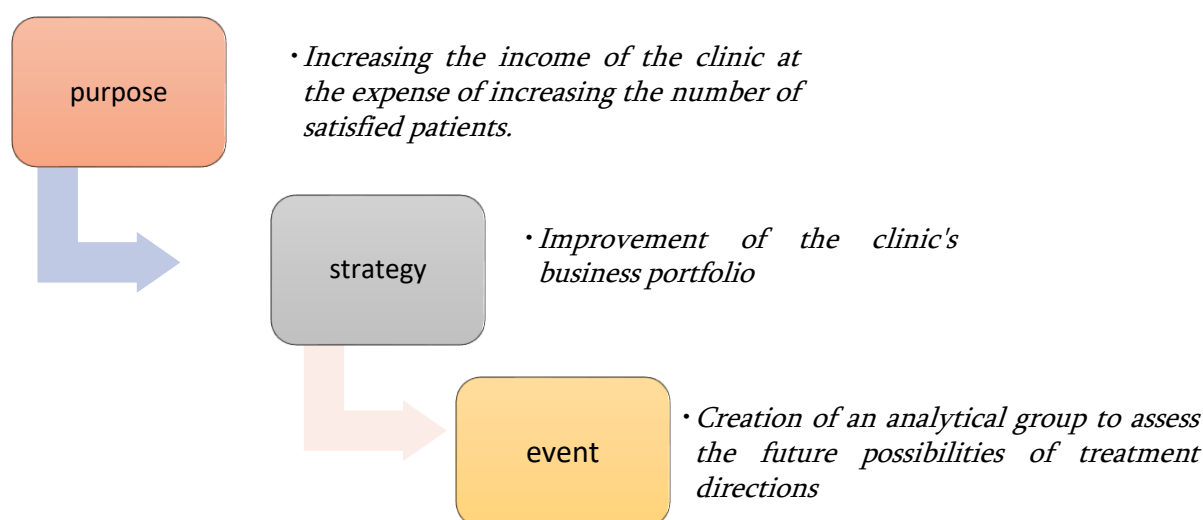 purpose
· Increasing the income of the clinic at
the expense of increasing the number of
satisfied patients.
strategy
· Improvement of the clinic's
business portfolio
event
· Creation of an analytical group to assess
the future possibilities of treatment
directions